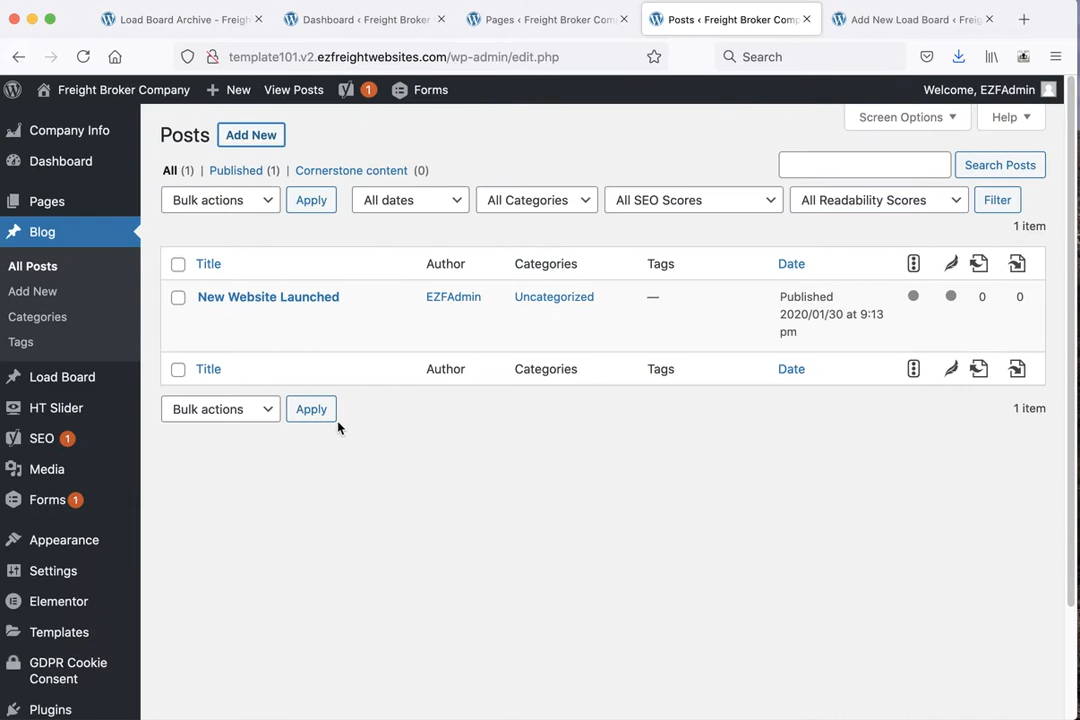 Load Board Archive - Freigh
Dashboard ‹ Freight Broker
Pages ‹ Freight Broker Com
Posts ‹ Freight Broker Comp
Add New Load Board ‹ Freig
template101.v2.ezfreightwebsites.com/wp-admin/edit.php
Search
Freight Broker Company
New
View Posts
1
Forms
Welcome, EZFAdmin
Company Info
Dashboard
Pages
Blog
All Posts
Add New
Categories
Tags
Load Board
HT Slider
SEO 1
Media
Forms 1
Appearance
Settings
Elementor
Templates
GDPR Cookie
Consent
Plugins
Screen Options
Help
Posts Add New
All (1) | Published (1) | Cornerstone content (0)
Search Posts
Bulk actions
Apply
All dates
All Categories
All SEO Scores
All Readability Scores
Filter
1 item
Title
Author
Categories
Tags
Date
New Website Launched
EZFAdmin
Uncategorized
—
Published
2020/01/30 at 9:13
pm
0
0
Title
Author
Categories
Tags
Date
Bulk actions
Apply
1 item